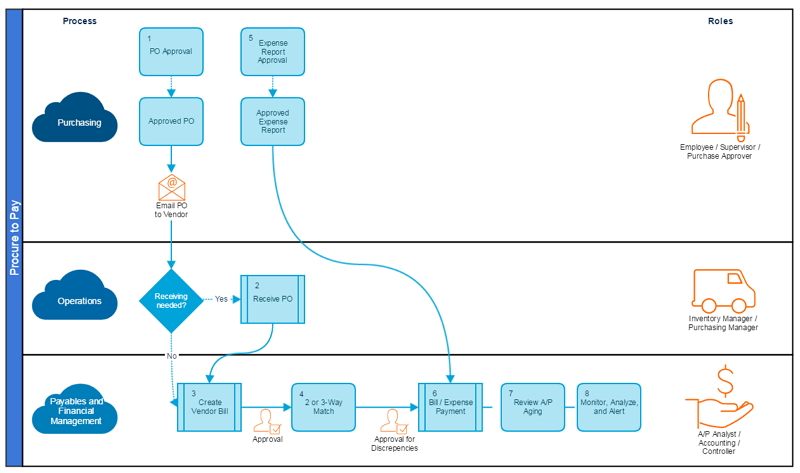 Process
Roles
Procure to Pay
Purchasing
1
PO Approval
5
Expense
Report
Approval
Approved PO
Approved
Expense
Report
Email PO
to Vendor
Employee / Supervisor /
Purchase Approver
Operations
Receiving
needed?
Yes
2
Receive PO
Inventory Manager /
Purchasing Manager
No
Payables and
Financial
Management
3
Create
Vendor Bill
Approval
4
2 or 3-Way
Match
Approval for
Discrepencies
6
Bill / Expense
Payment
7
Review A/P
Aging
8
Monitor, Analyze,
and Alert
$
A/P Analyst /
Accounting /
Controller